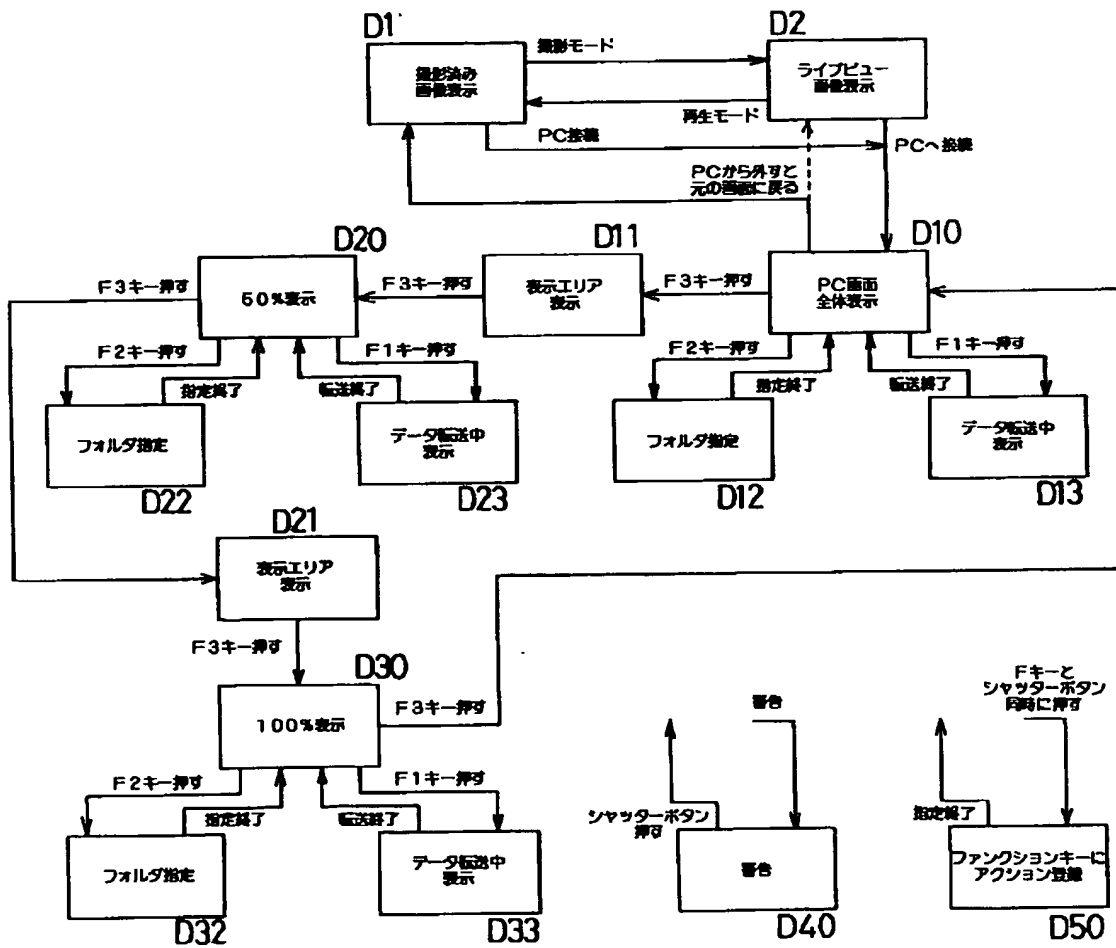 D1
D2
撮影済み
画像表示
撮影モード
ライブビュー
画像表示
再生モード
PC接続
PCへ接続
PCから外すと
元の画面に戻る
D20
D11
D10
F3キー押す
50%表示
F3キー押す
表示エリア
表示
F3キー押す
PC画面
全体表示
F2キー押す
F1キー押す
F2キー押す
F1キー押す
指定終了
転送終了
指定終了
転送終了
フォルダ指定
データ転送中
表示
フォルダ指定
データ転送中
表示
D22
D23
D12
D13
D21
表示エリア
表示
F3キー押す
D30
100%表示
F3キー押す
F2キー押す
F1キー押す
指定終了
転送終了
フォルダ指定
データ転送中
表示
D32
D33
警告
シャッターボタン
押す
警告
D40
Fキーと
シャッターボタン
同時に押す
指定終了
ファンクションキーに
アクション登録
D50